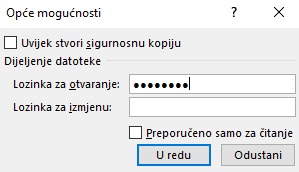 Opće mogućnosti ? ×
Uvijek stvori sigurnosnu kopiju
Dijeljenje datoteke
Lozinka za otvaranje: ●●●●●●●●
Lozinka za izmjenu:
Preporučeno samo za čitanje
U redu Odustani